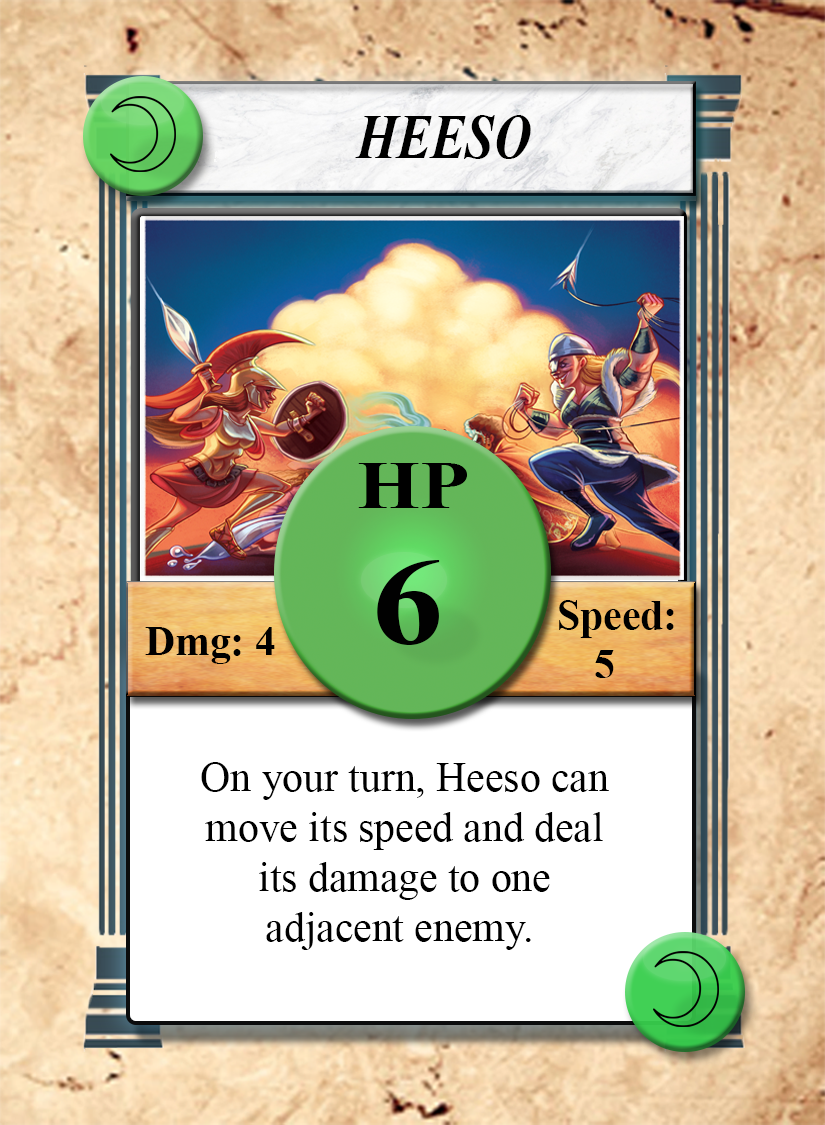 HEESO
HP
6
Dmg: 4
Speed:
5
On your turn, Heeso can
move its speed and deal
its damage to one
adjacent enemy.